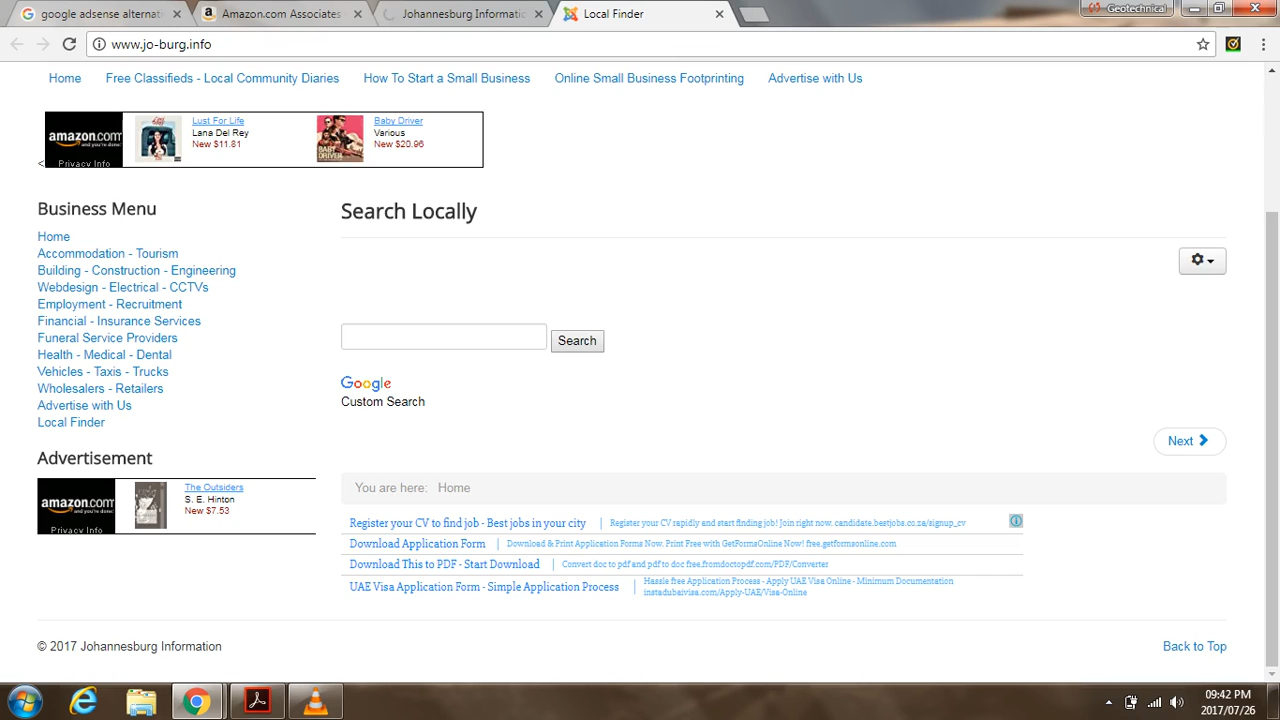 google adsense alternat
Amazon.com Associates
Johannesburg Informatio
Local Finder
Geotechnical
www.jo-burg.info
Home
Free Classifieds - Local Community Diaries
How To Start a Small Business
Online Small Business Footprinting
Advertise with Us
<
amazon.com
and you're done.
Privacy Info
Lust For Life
Lana Del Rey
New $11.81
Baby Driver
Various
New $20.96
Business Menu
Home
Accommodation - Tourism
Building - Construction - Engineering
Webdesign - Electrical - CCTVs
Employment - Recruitment
Financial - Insurance Services
Funeral Service Providers
Health - Medical - Dental
Vehicles - Taxis - Trucks
Wholesalers - Retailers
Advertise with Us
Local Finder
Advertisement
amazon.com
and you're done.
Privacy Info
The Outsiders
S. E. Hinton
New $7.53
Search Locally
Search
Google
Custom Search
Next
You are here: Home
Register your CV to find job - Best jobs in your city | Register your CV rapidly and start finding job! Join right now. candidate.bestjobs.co.za/signup_cv
Download Application Form | Download & Print Application Forms Now. Print Free with GetFormsOnline Now! free.getformsonline.com
Download This to PDF - Start Download | Convert doc to pdf and pdf to doc free.fromdoctopdf.com/PDF/Converter
UAE Visa Application Form - Simple Application Process | Hassle free Application Process - Apply UAE Visa Online - Minimum Documentation
instadubaivisa.com/Apply-UAE/Visa-Online
© 2017 Johannesburg Information
Back to Top
09:42 PM
2017/07/26